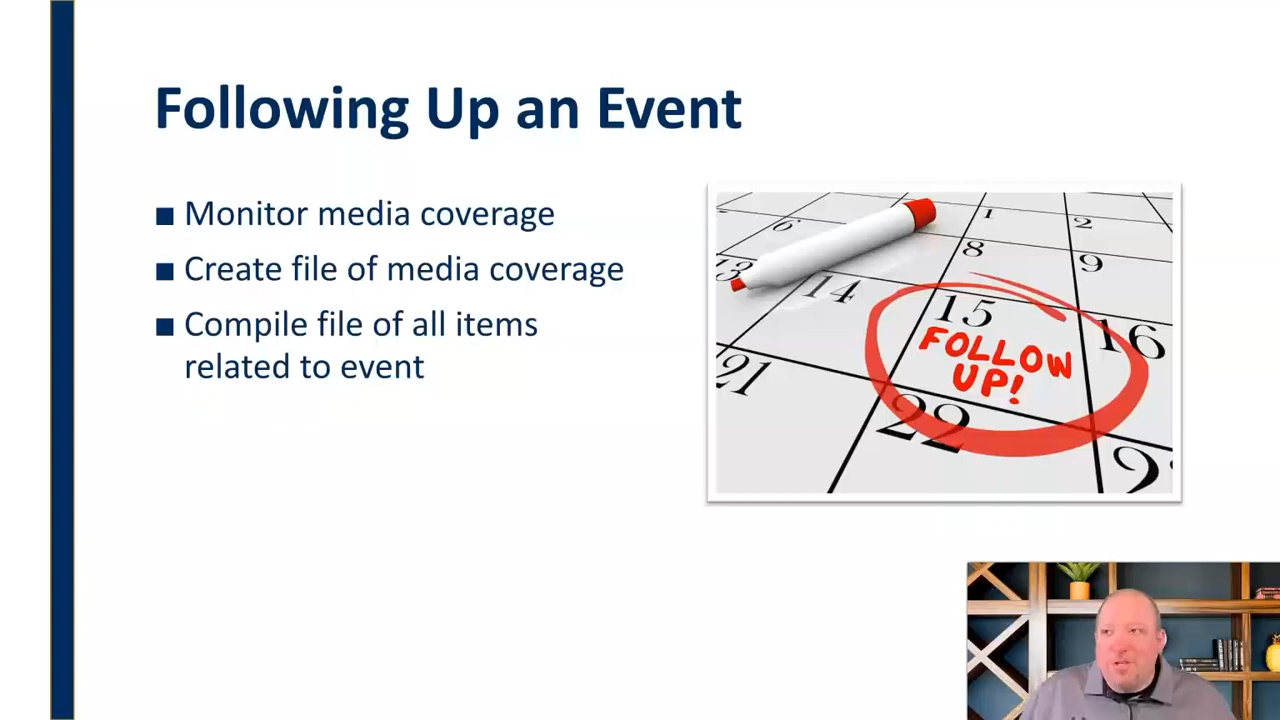 Following Up an Event
■ Monitor media coverage
■ Create file of media coverage
■ Compile file of all items
related to event
1
2
6
8
9
13
14
15
16
FOLLOW
UP!
21
22